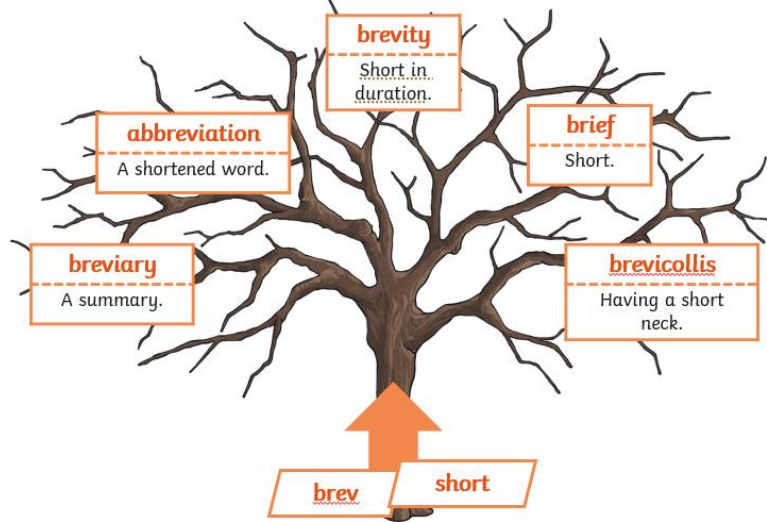 brevity
Short in
duration.
abbreviation
A shortened word.
brief
Short.
breviary
A summary.
brevicollis
Having a short
neck.
brev
short